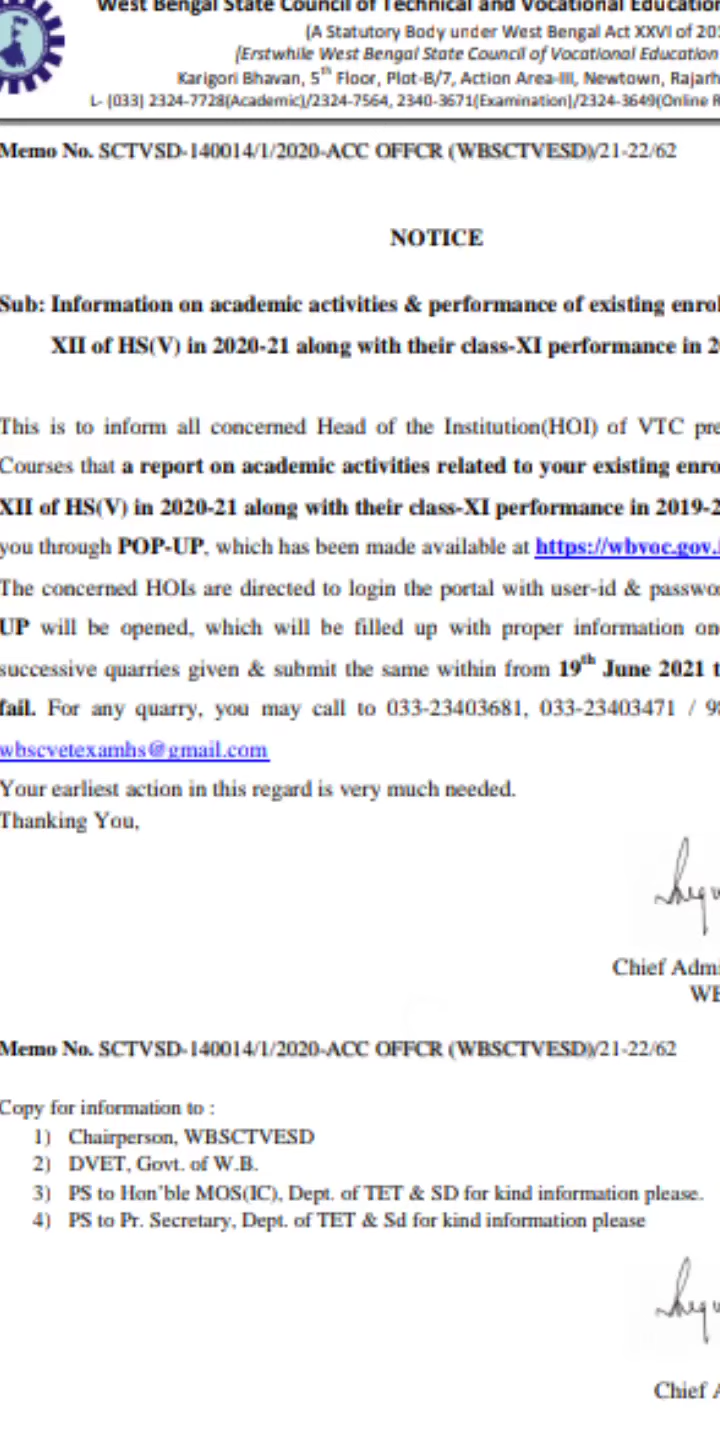 West Bengal State Council of Technical and Vocational Education
(A Statutory Body under West Bengal Act XXVI of 201
(Erstwhile West Bengal State Council of Vocational Education
Karigori Bhavan, 5th Floor, Plot-B/7, Action Area-III, Newtown, Rajarh
L- (033) 2324-7728(Academic)/2324-7564, 2340-3671(Examination)/2324-3649(Online R
Memo No. SCTVSD-140014/1/2020-ACC OFFCR (WBSCTVESD)/21-22/62
NOTICE
Sub: Information on academic activities & performance of existing enrol
XII of HS(V) in 2020-21 along with their class-XI performance in 2
This is to inform all concerned Head of the Institution(HOI) of VTC pre
Courses that a report on academic activities related to your existing enro
XII of HS(V) in 2020-21 along with their class-XI performance in 2019-2
you through POP-UP, which has been made available at https://wbvoc.gov.
The concerned HOIs are directed to login the portal with user-id & passwo
UP will be opened, which will be filled up with proper information on
successive quarries given & submit the same within from 19th June 2021 t
fail. For any quarry, you may call to 033-23403681, 033-23403471 / 9
wbscvetexamhs@gmail.com
Your earliest action in this regard is very much needed.
Thanking You,
Chief Admi
WB
Memo No. SCTVSD-140014/1/2020-ACC OFFCR (WBSCTVESD)/21-22/62
Copy for information to :
1) Chairperson, WBSCTVESD
2) DVET, Govt. of W.B.
3) PS to Hon'ble MOS(IC), Dept. of TET & SD for kind information please.
4) PS to Pr. Secretary, Dept. of TET & Sd for kind information please
Chief A